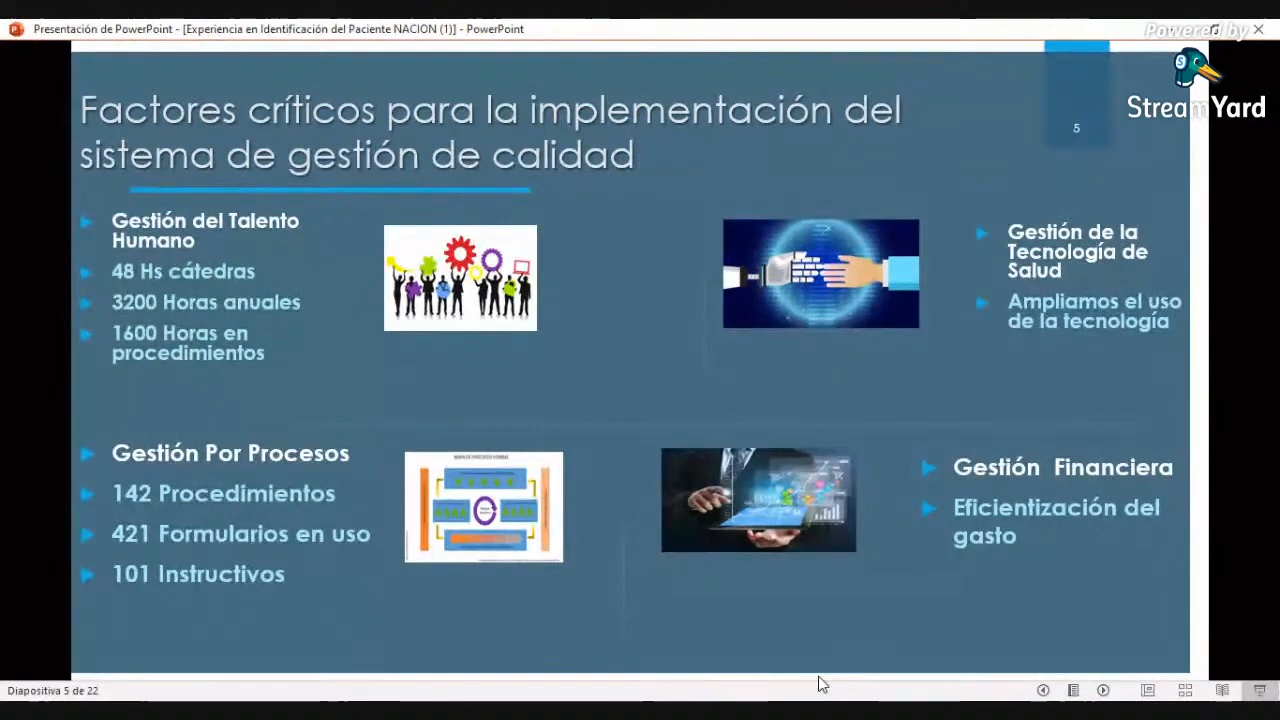 Presentación de PowerPoint - [Experiencia en Identificación del Paciente NACION (1)] - PowerPoint
Powered by
StreamYard
Factores críticos para la implementación del
sistema de gestión de calidad
5
Gestión del Talento
Humano
48 Hs cátedras
3200 Horas anuales
1600 Horas en
procedimientos
Gestión de la
Tecnología de
Salud
Ampliamos el uso
de la tecnología
Gestión Por Procesos
142 Procedimientos
421 Formularios en uso
101 Instructivos
Gestión Financiera
Eficientización del
gasto
Diapositiva 5 de 22